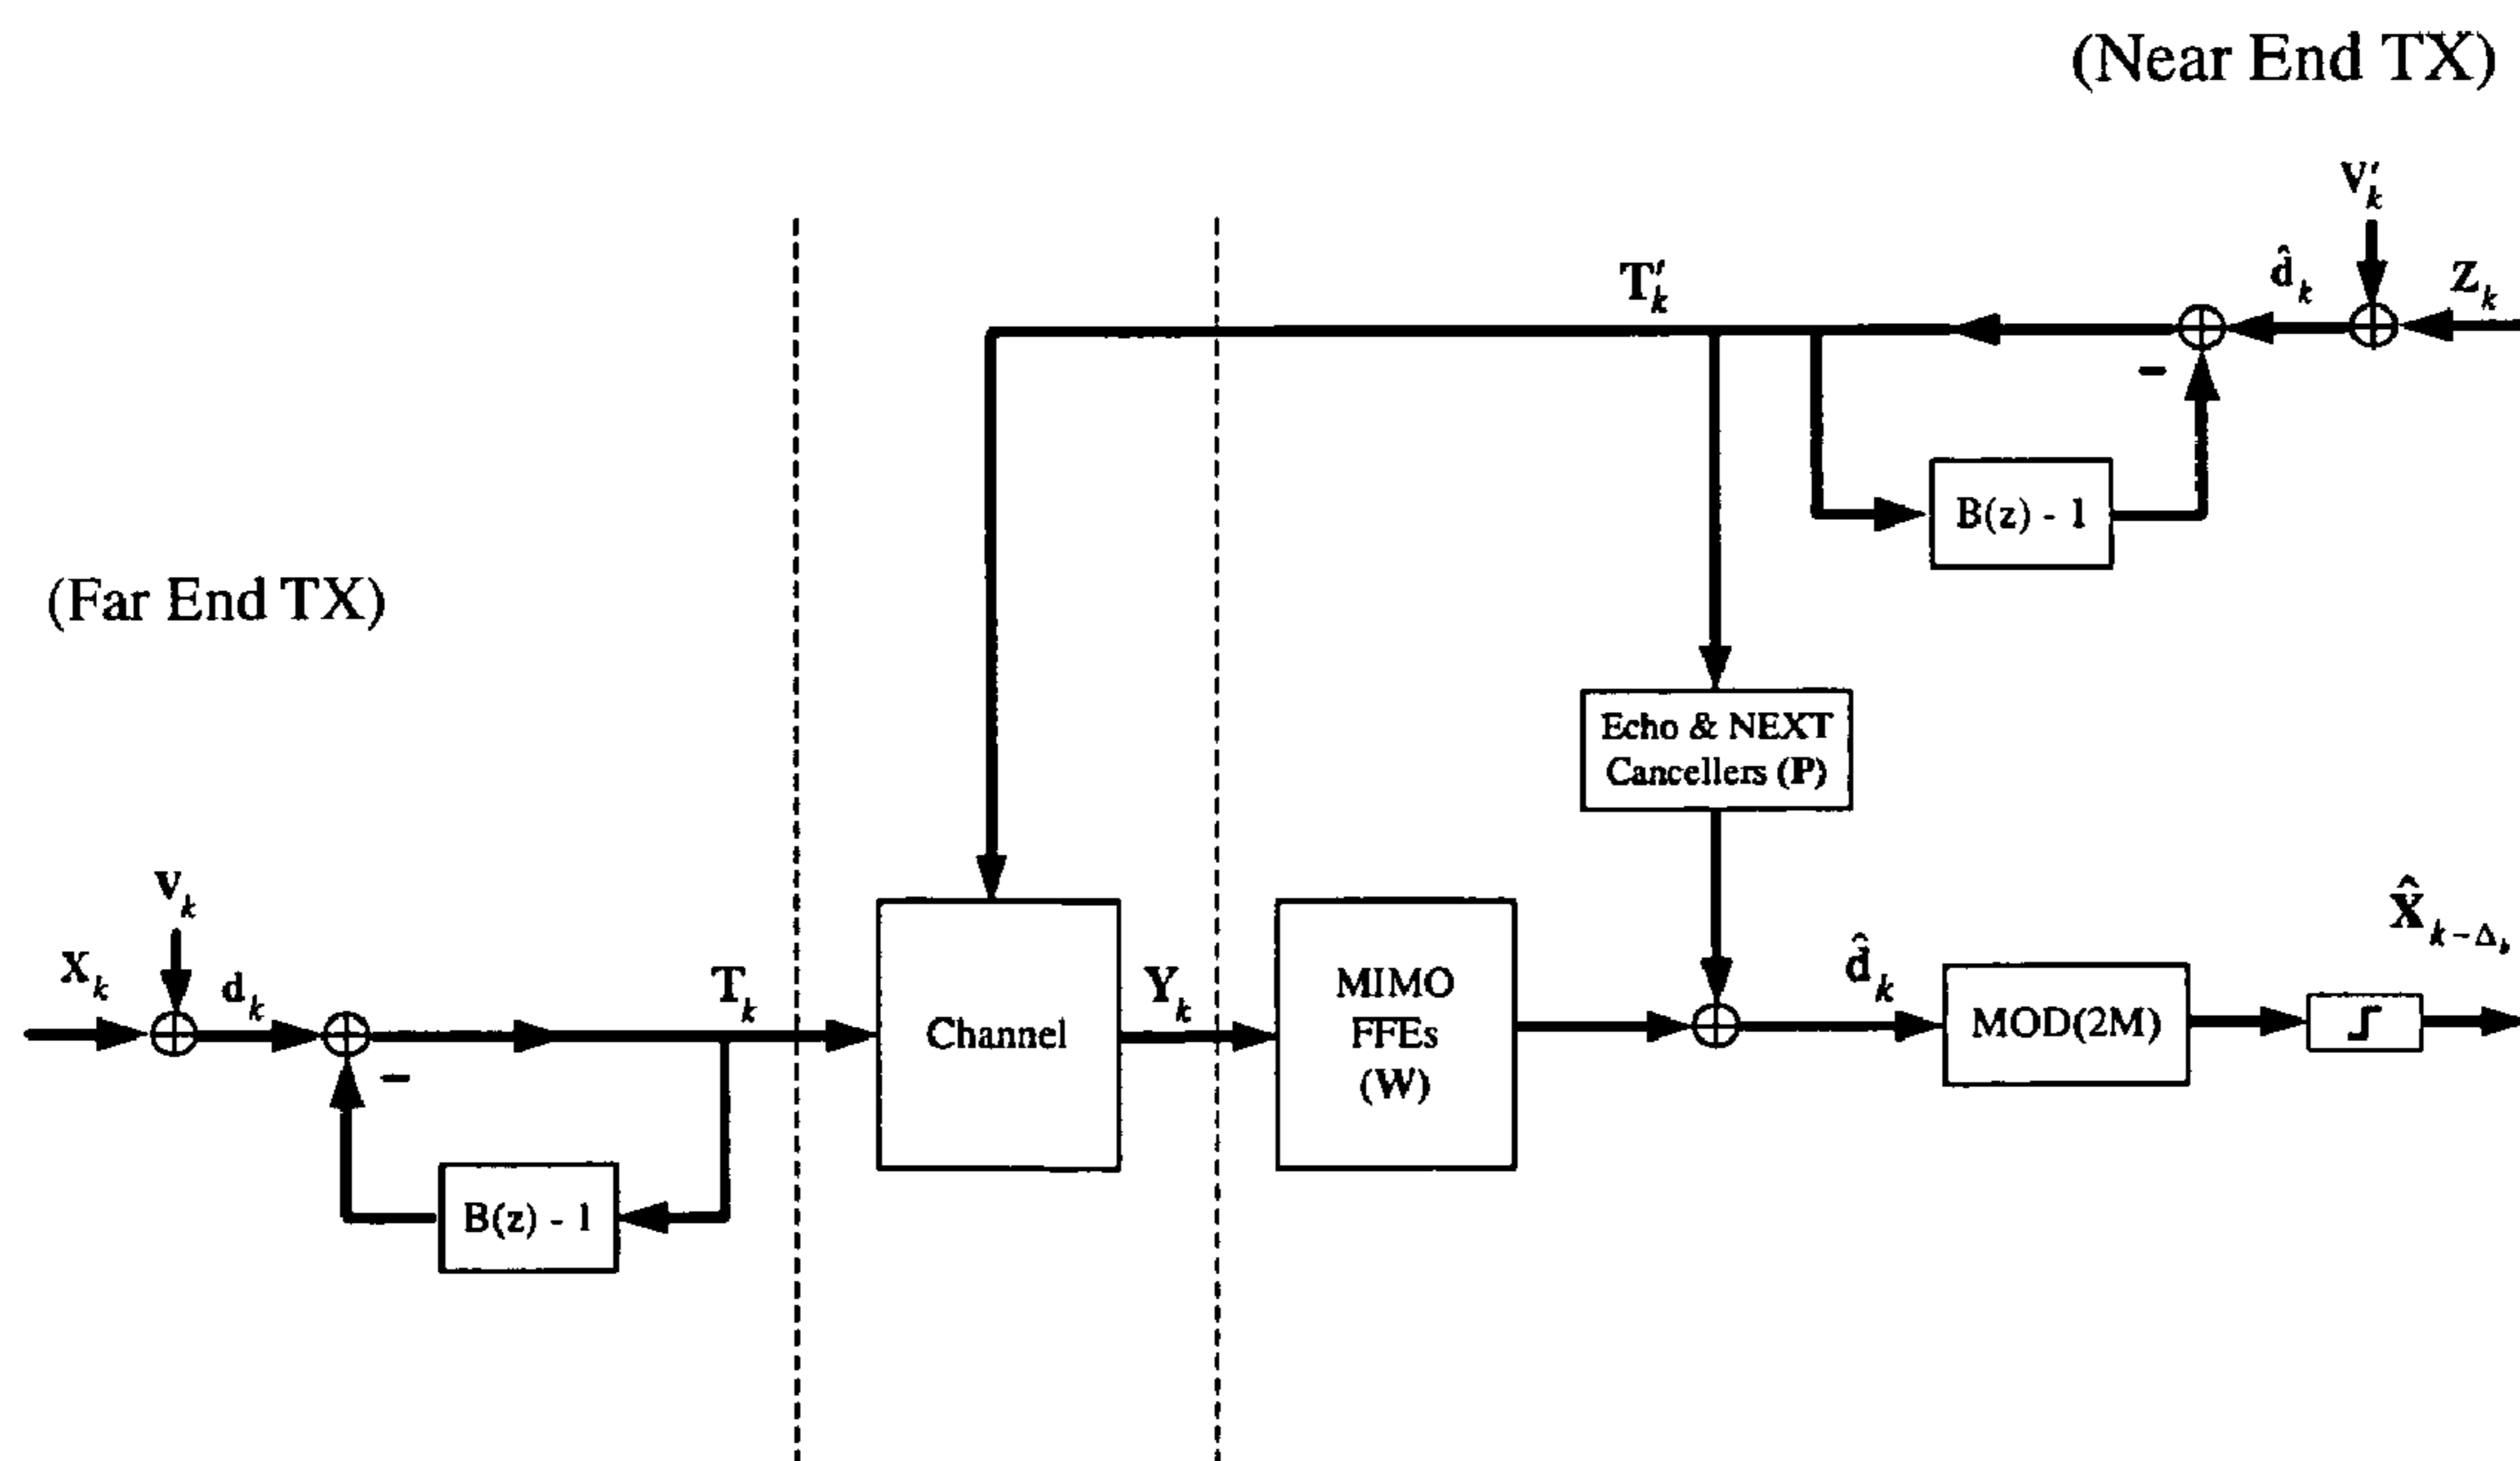 (Near End TX)
V′k
d̂k
Zk
T′k
B(z) - 1
(Far End TX)
Echo & NEXT
Cancellers (P)
Vk
Xk
dk
Tk
Channel
Yk
MIMO
FFEs
(W)
d̂k
MOD(2M)
X̂k-Δk
B(z) - 1